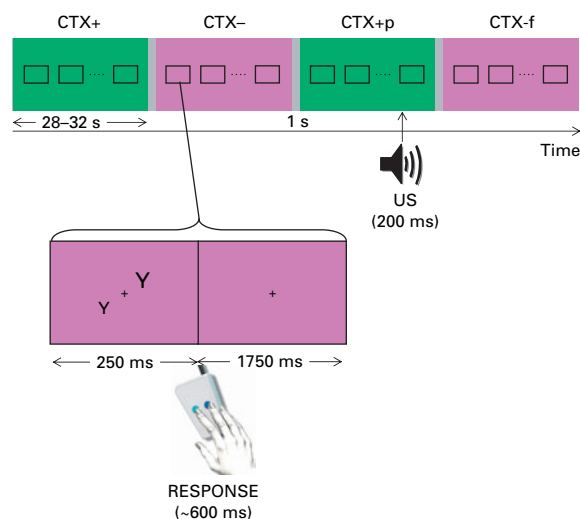 CTX+ CTX– CTX+p CTX-f
28–32 s 1 s
Time
US
(200 ms)
Y
+
Y
+
250 ms 1750 ms
RESPONSE
(~600 ms)